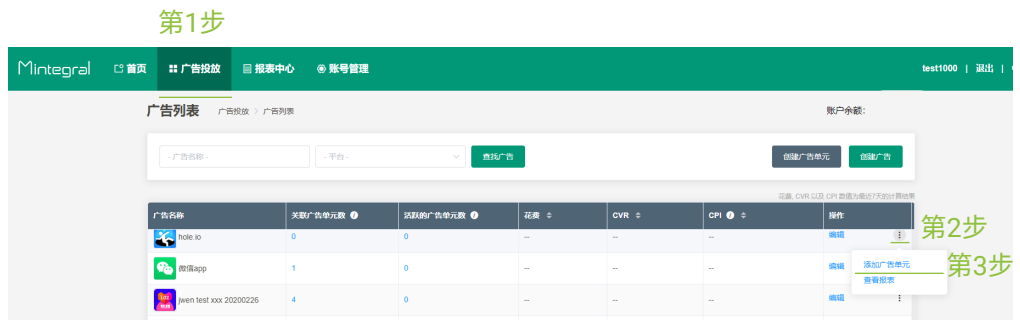 第1步
Mintegral 首页 广告投放 报表中心 账号管理 test1000 | 退出 |
广告列表 广告投放 > 广告列表 账户余额：
- 广告名称 - - 平台 - 查找广告 创建广告单元 创建广告
花费, CVR 以及 CPI 数值为最近7天的计算结果
广告名称 关联广告单元数 活跃的广告单元数 花费 CVR CPI 操作
hole.io 0 0 -- -- -- 编辑 第2步
微信app 1 0 -- -- -- 编辑 添加广告单元 第3步
查看报表
jwen test xxx 20200226 4 0 -- -- -- 编辑